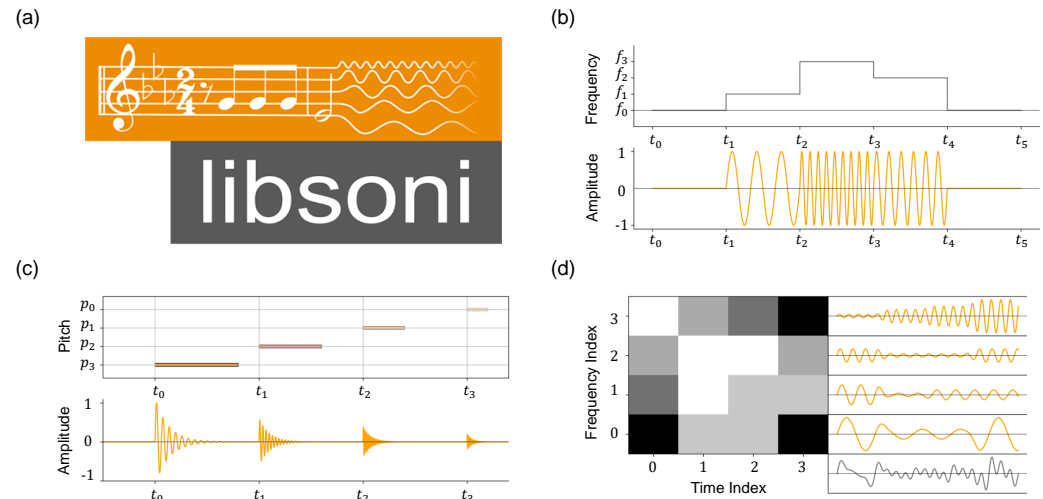 (a)
2
4
libsoni
(b)
Frequency
f₃
f₂
f₁
f₀
t₀ t₁ t₂ t₃ t₄ t₅
Amplitude
1
0
-1
t₀ t₁ t₂ t₃ t₄ t₅
(c)
Pitch
p₀
p₁
p₂
p₃
t₀ t₁ t₂ t₃
Amplitude
1
0
-1
t₀ t₁ t₂ t₃
(d)
Frequency Index
3
2
1
0
0 1 2 3
Time Index